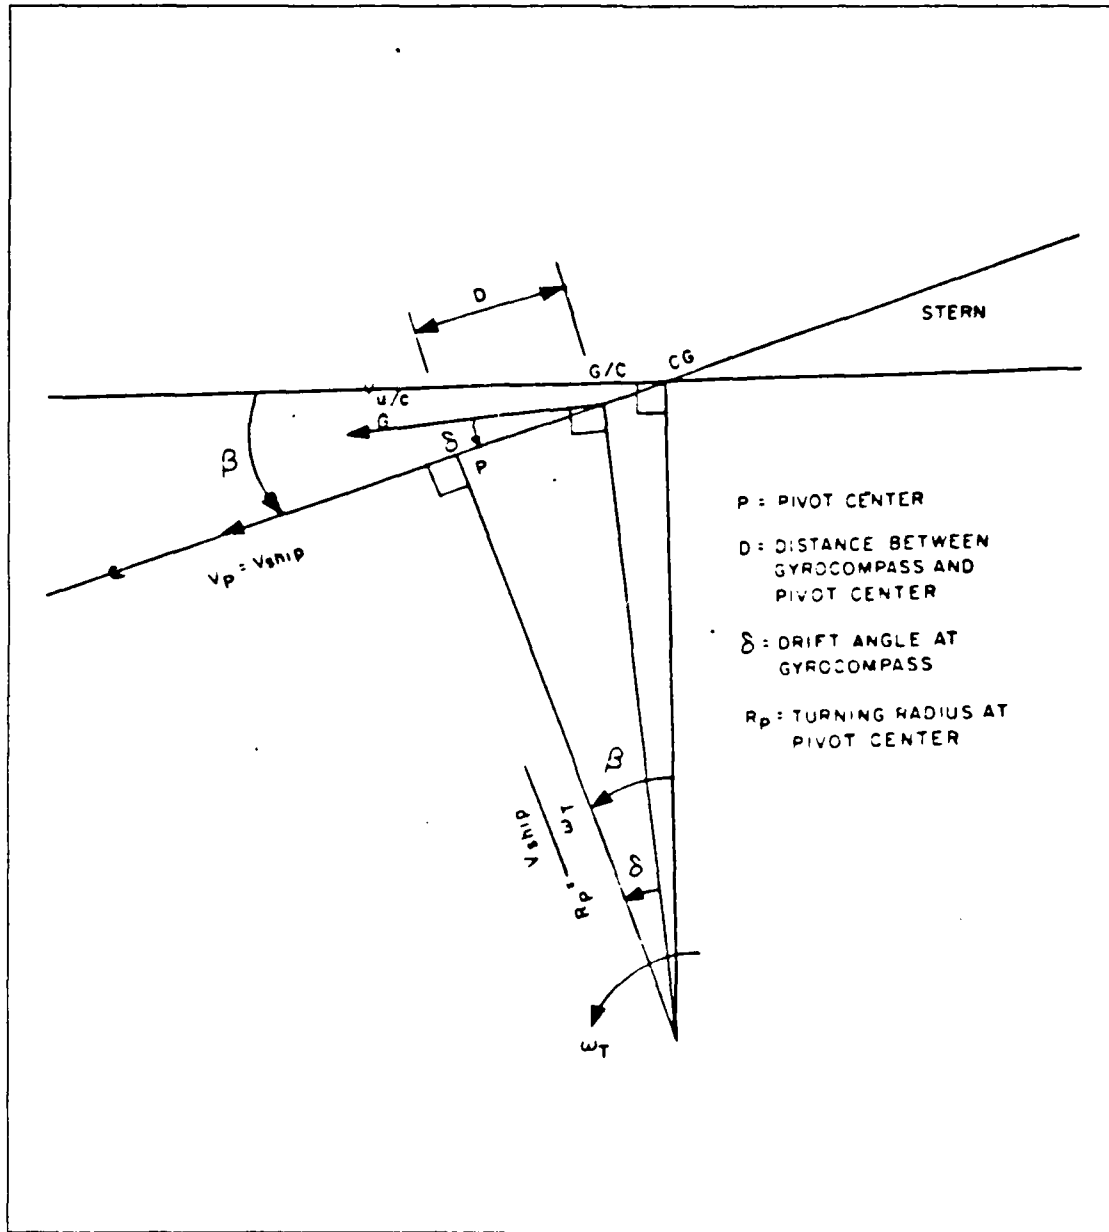 D
STERN
G/C
CG
V
u/c
G
δ
P
β
Vp = Vship
P = PIVOT CENTER
D = DISTANCE BETWEEN
GYROCOMPASS AND
PIVOT CENTER
δ = DRIFT ANGLE AT
GYROCOMPASS
Rp = TURNING RADIUS AT
PIVOT CENTER
β
Rp = Vship
ωT
δ
ωT